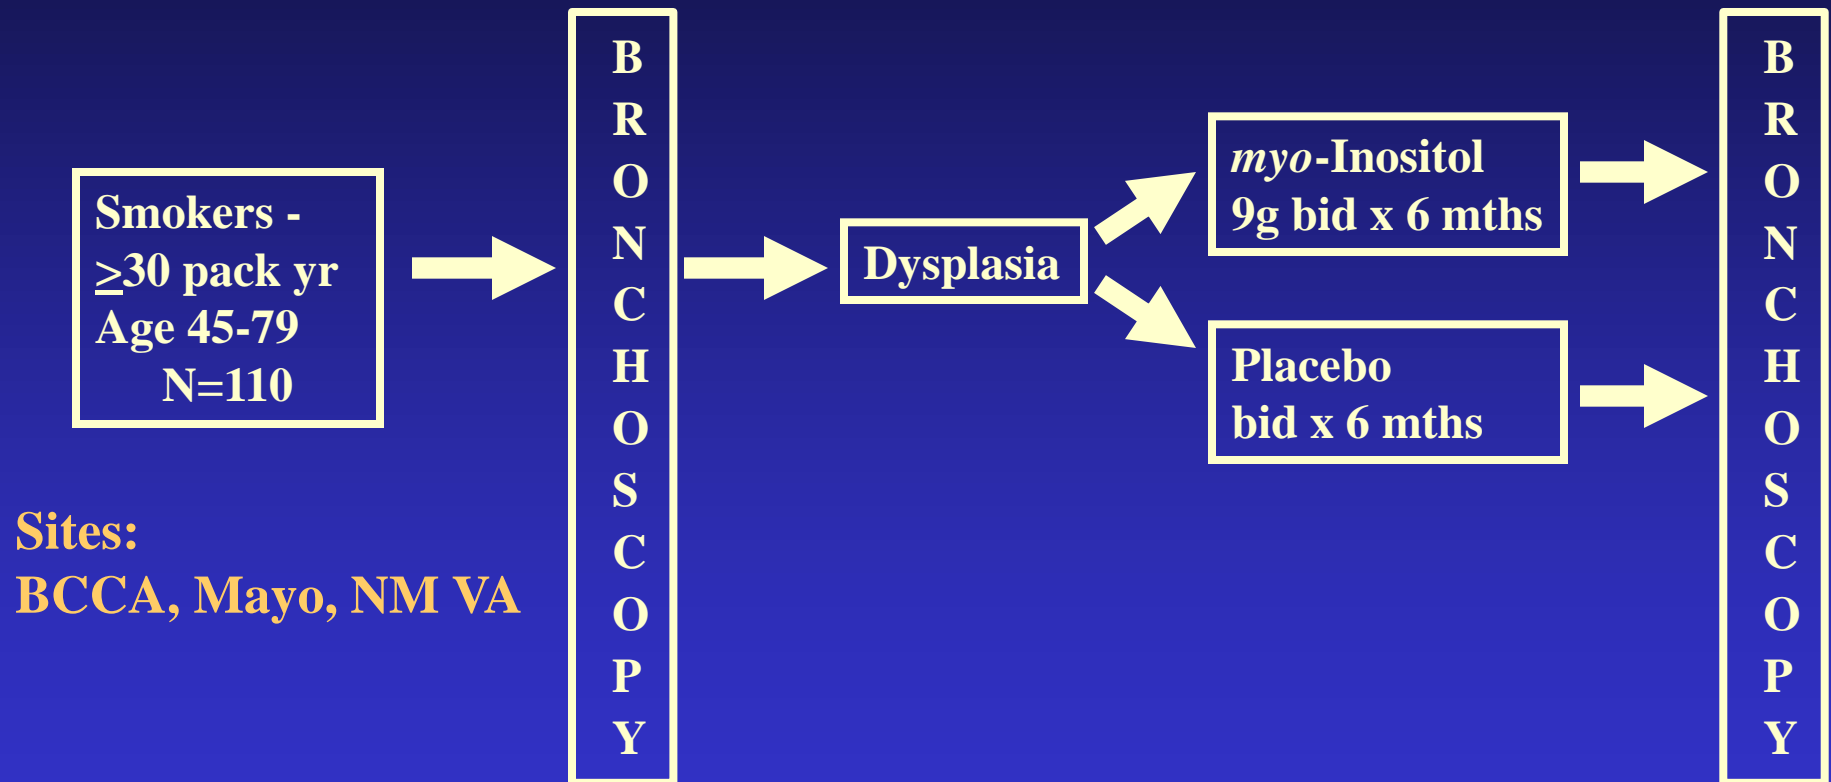 Smokers -
≥30 pack yr
Age 45-79
N=110
Sites:
BCCA, Mayo, NM VA
BRONCHOSCOPY
Dysplasia
myo-Inositol
9g bid x 6 mths
Placebo
bid x 6 mths
BRONCHOSCOPY